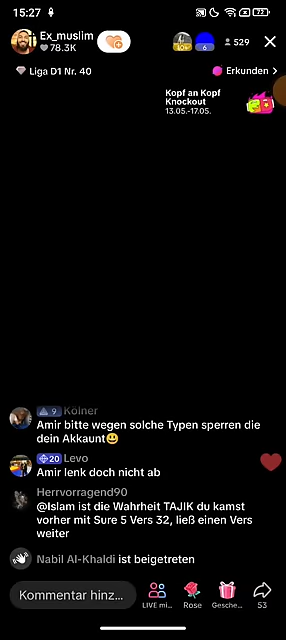 15:27
72
Ex_muslim
78.3K
6
529
Liga D1 Nr. 40
Erkunden
Kopf an Kopf
Knockout
13.05.-17.05.
9 Kölner
Amir bitte wegen solche Typen sperren die
dein Akkaunt😃
20 Levo
Amir lenk doch nicht ab
Herrvorragend90
@Islam ist die Wahrheit TAJIK du kamst
vorher mit Sure 5 Vers 32, ließ einen Vers
weiter
Nabil Al-Khaldi ist beigetreten
Kommentar hinz...
LIVE mi...
Rose
Gesche...
53